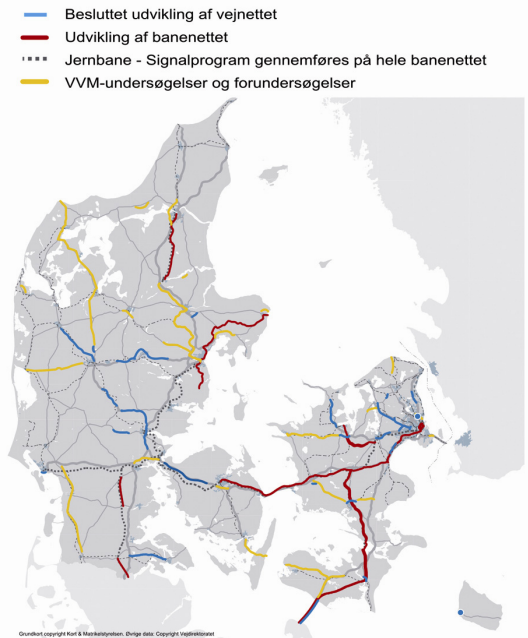 Besluttet udvikling af vejnettet
Udvikling af banenettet
Jernbane - Signalprogram gennemføres på hele banenettet
VVM-undersøgelser og forundersøgelser
Grundkort copyright Kort & Matrikelstyrelsen. Øvrige data: Copyright Vejdirektoratet